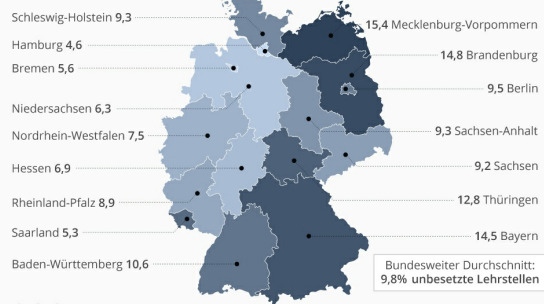 Schleswig-Holstein 9,3
Hamburg 4,6
Bremen 5,6
Niedersachsen 6,3
Nordrhein-Westfalen 7,5
Hessen 6,9
Rheinland-Pfalz 8,9
Saarland 5,3
Baden-Württemberg 10,6
15,4 Mecklenburg-Vorpommern
14,8 Brandenburg
9,5 Berlin
9,3 Sachsen-Anhalt
9,2 Sachsen
12,8 Thüringen
14,5 Bayern
Bundesweiter Durchschnitt:
9,8% unbesetzte Lehrstellen